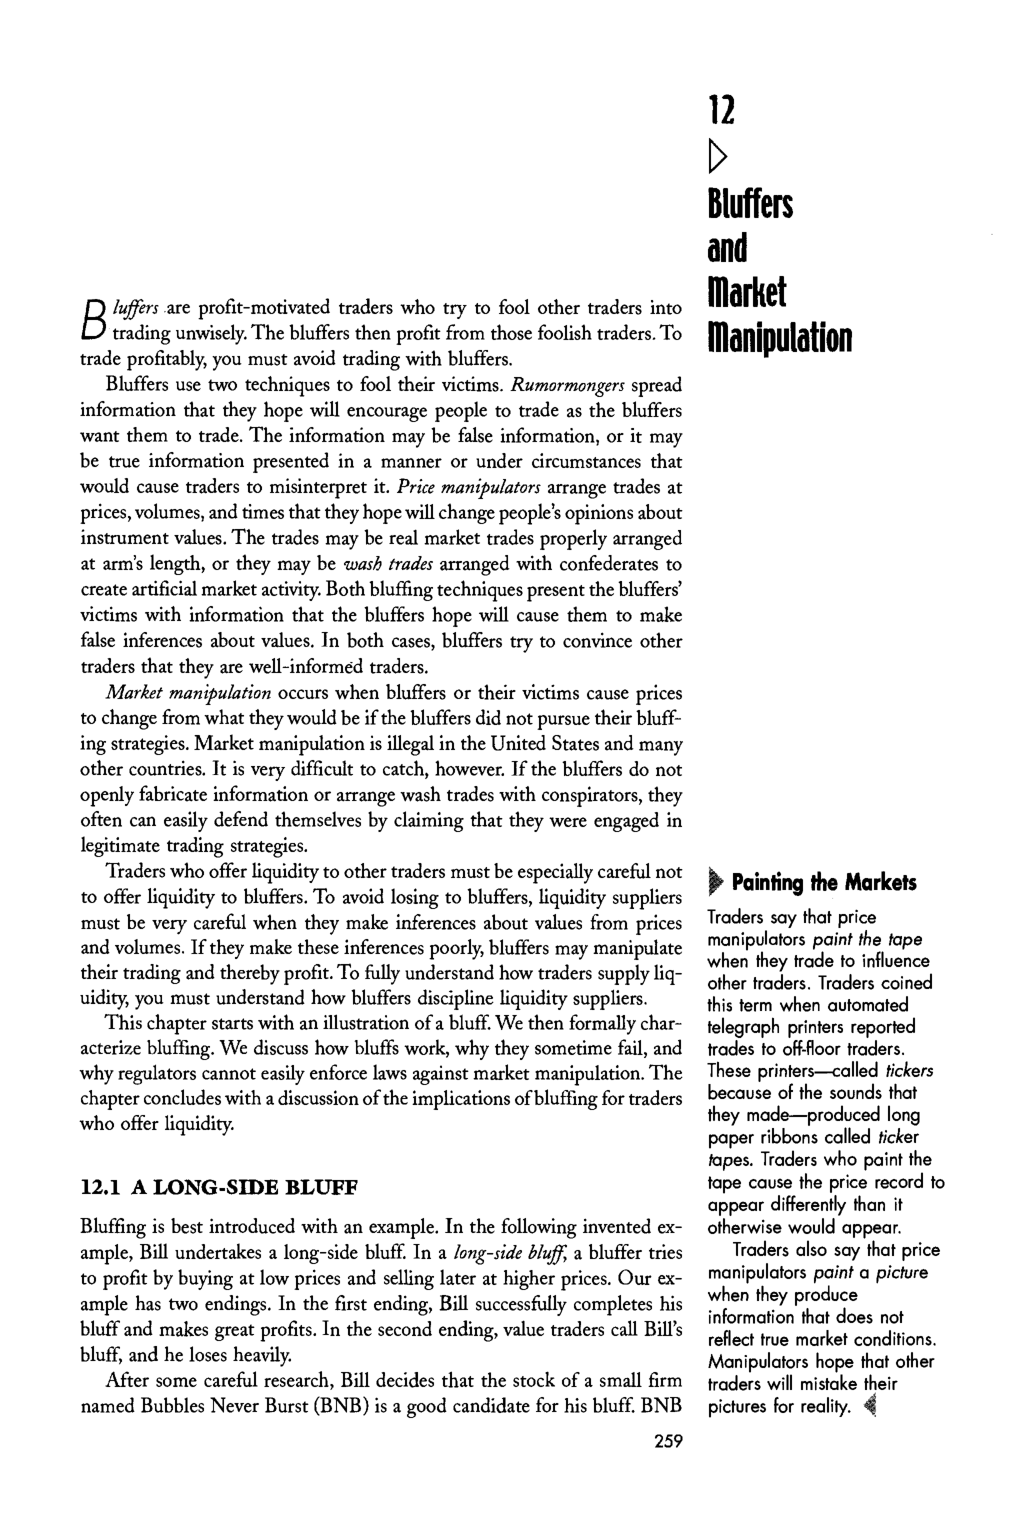 12
Bluffers
and
Market
Manipulation
Bluffers are profit-motivated traders who try to fool other traders into
trading unwisely. The bluffers then profit from those foolish traders. To
trade profitably, you must avoid trading with bluffers.
Bluffers use two techniques to fool their victims. Rumormongers spread
information that they hope will encourage people to trade as the bluffers
want them to trade. The information may be false information, or it may
be true information presented in a manner or under circumstances that
would cause traders to misinterpret it. Price manipulators arrange trades at
prices, volumes, and times that they hope will change people's opinions about
instrument values. The trades may be real market trades properly arranged
at arm's length, or they may be wash trades arranged with confederates to
create artificial market activity. Both bluffing techniques present the bluffers'
victims with information that the bluffers hope will cause them to make
false inferences about values. In both cases, bluffers try to convince other
traders that they are well-informed traders.
Market manipulation occurs when bluffers or their victims cause prices
to change from what they would be if the bluffers did not pursue their bluff-
ing strategies. Market manipulation is illegal in the United States and many
other countries. It is very difficult to catch, however. If the bluffers do not
openly fabricate information or arrange wash trades with conspirators, they
often can easily defend themselves by claiming that they were engaged in
legitimate trading strategies.
Traders who offer liquidity to other traders must be especially careful not
to offer liquidity to bluffers. To avoid losing to bluffers, liquidity suppliers
must be very careful when they make inferences about values from prices
and volumes. If they make these inferences poorly, bluffers may manipulate
their trading and thereby profit. To fully understand how traders supply liq-
uidity, you must understand how bluffers discipline liquidity suppliers.
This chapter starts with an illustration of a bluff. We then formally char-
acterize bluffing. We discuss how bluffs work, why they sometime fail, and
why regulators cannot easily enforce laws against market manipulation. The
chapter concludes with a discussion of the implications of bluffing for traders
who offer liquidity.
12.1 A LONG-SIDE BLUFF
Bluffing is best introduced with an example. In the following invented ex-
ample, Bill undertakes a long-side bluff. In a long-side bluff, a bluffer tries
to profit by buying at low prices and selling later at higher prices. Our ex-
ample has two endings. In the first ending, Bill successfully completes his
bluff and makes great profits. In the second ending, value traders call Bill's
bluff, and he loses heavily.
After some careful research, Bill decides that the stock of a small firm
named Bubbles Never Burst (BNB) is a good candidate for his bluff. BNB
Painting the Markets
Traders say that price
manipulators paint the tape
when they trade to influence
other traders. Traders coined
this term when automated
telegraph printers reported
trades to off-floor traders.
These printers—called tickers
because of the sounds that
they made—produced long
paper ribbons called ticker
tapes. Traders who paint the
tape cause the price record to
appear differently than it
otherwise would appear.
Traders also say that price
manipulators paint a picture
when they produce
information that does not
reflect true market conditions.
Manipulators hope that other
traders will mistake their
pictures for reality.
259